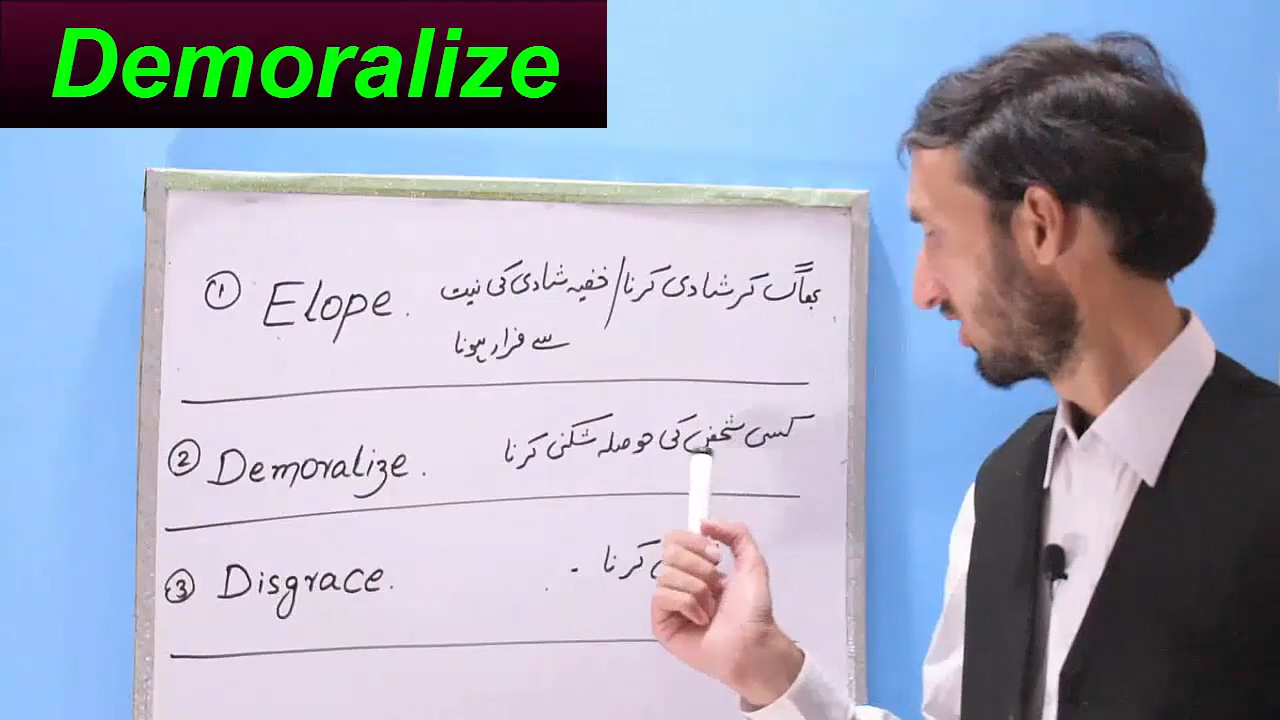 Demoralize
① Elope. بھاگ کر شادی کرنا/خفیہ شادی کی نیت
سے فرار ہونا
② Demoralize. کسی شخص کی حوصلہ شکنی کرنا
③ Disgrace. کرنا ۔